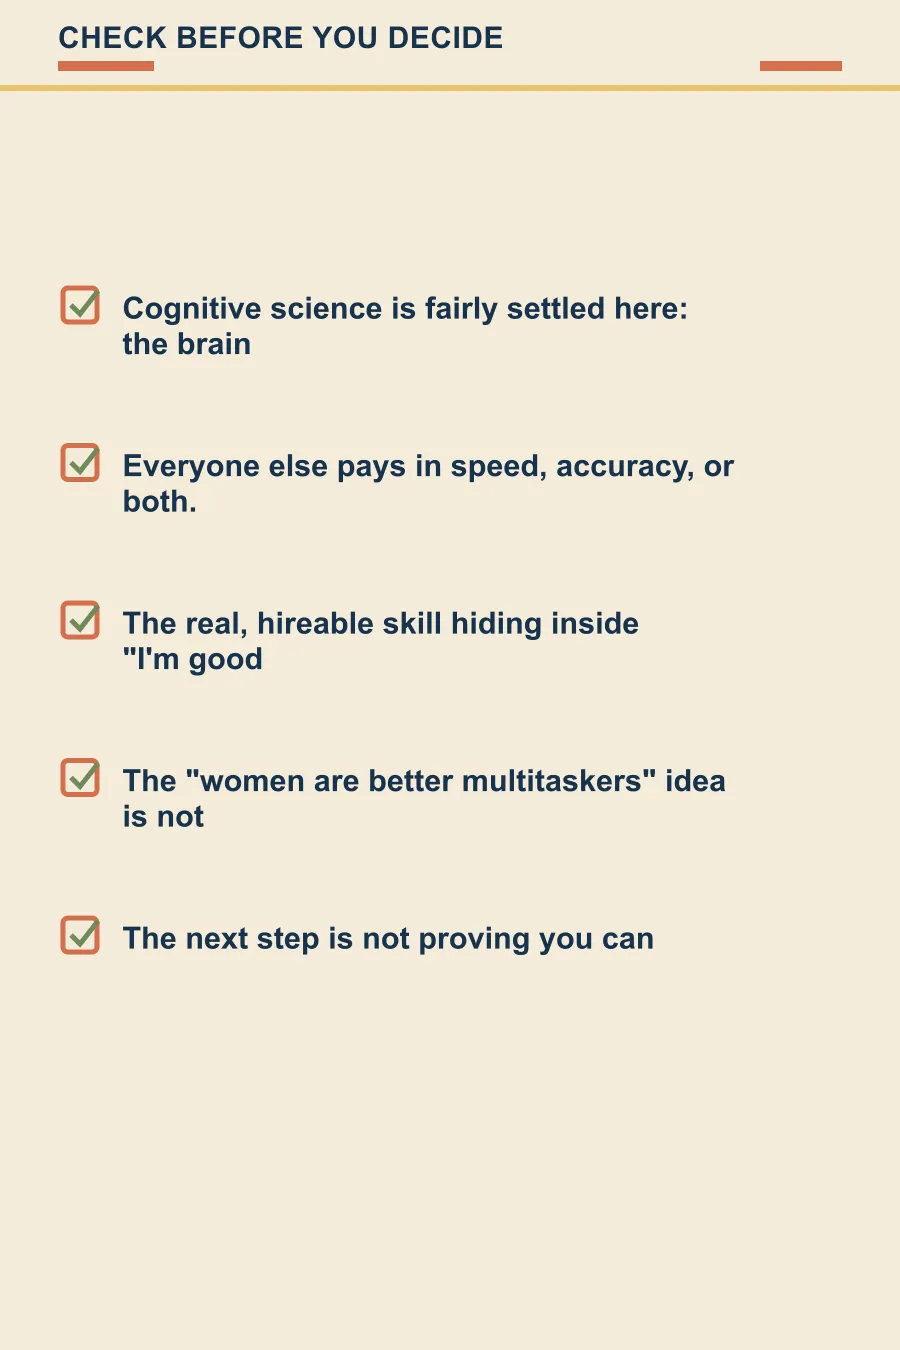 CHECK BEFORE YOU DECIDE
Cognitive science is fairly settled here:
the brain
Everyone else pays in speed, accuracy, or
both.
The real, hireable skill hiding inside
"I'm good
The "women are better multitaskers" idea
is not
The next step is not proving you can